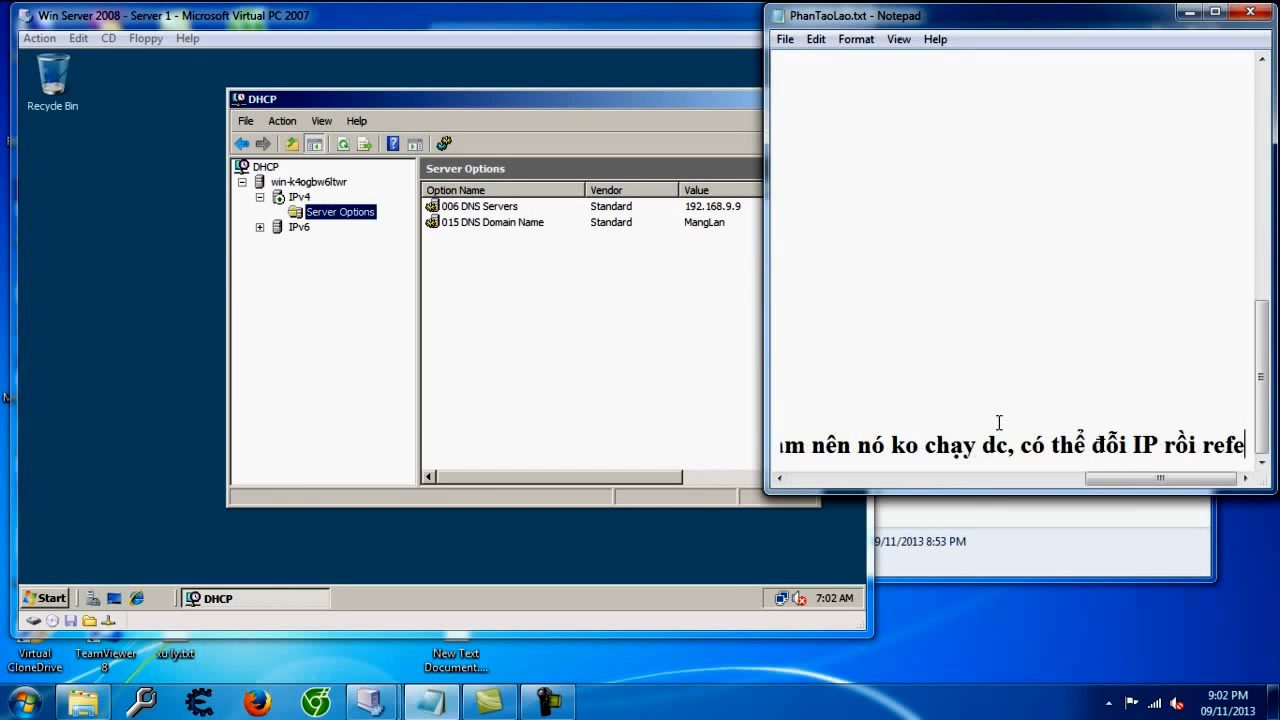 Win Server 2008 - Server 1 - Microsoft Virtual PC 2007
Action Edit CD Floppy Help
Recycle Bin
DHCP
File Action View Help
DHCP
win-k4ogbw6ltwr
IPv4
Server Options
IPv6
Server Options
Option Name Vendor Value
006 DNS Servers Standard 192.168.9.9
015 DNS Domain Name Standard MangLan
Start
DHCP
7:02 AM
PhanTaoLao.txt - Notepad
File Edit Format View Help
nên nó ko chạy dc, có thể đỗi IP rồi refe
9/11/2013 8:53 PM
Virtual
CloneDrive
TeamViewer
8
xu ly.txt
New Text
Document....
9:02 PM
09/11/2013